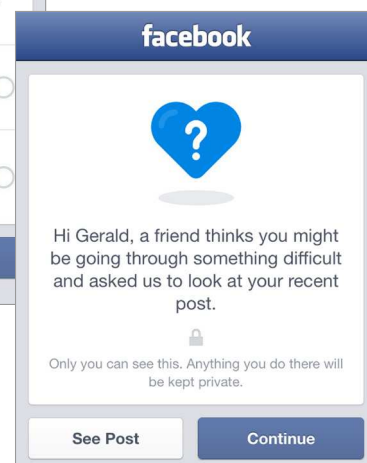 facebook
?
Hi Gerald, a friend thinks you might
be going through something difficult
and asked us to look at your recent
post.
Only you can see this. Anything you do there will
be kept private.
See Post
Continue